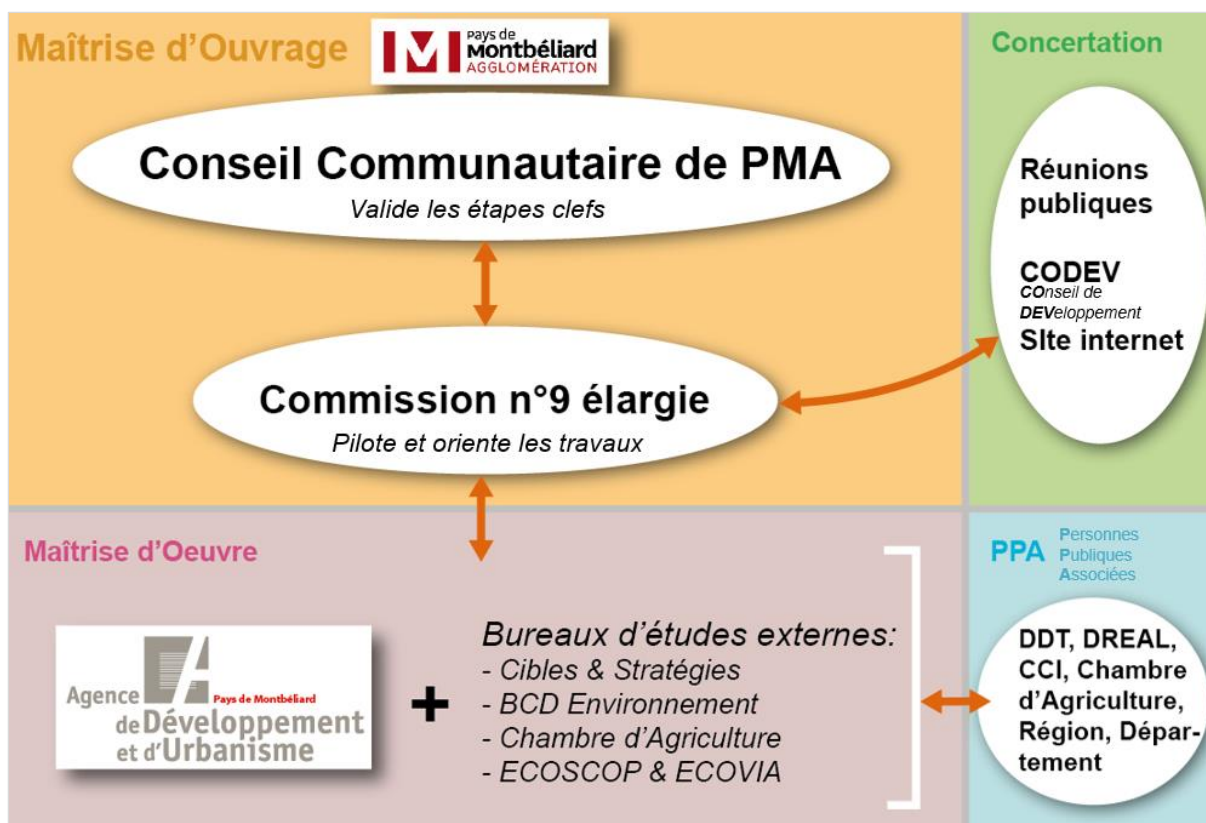 Maîtrise d'Ouvrage
Pays de
Montbéliard
AGGLOMÉRATION
Conseil Communautaire de PMA
Valide les étapes clefs
Commission n°9 élargie
Pilote et oriente les travaux
Concertation
Réunions
publiques
CODEV
COnseil de
DEVeloppement
SIte internet
Maîtrise d'Oeuvre
Agence
Pays de Montbéliard
de Développement
et d'Urbanisme
+
Bureaux d'études externes:
- Cibles & Stratégies
- BCD Environnement
- Chambre d'Agriculture
- ECOSCOP & ECOVIA
PPA
Personnes
Publiques
Associées
DDT, DREAL,
CCI, Chambre
d'Agriculture,
Région, Dépar-
tement